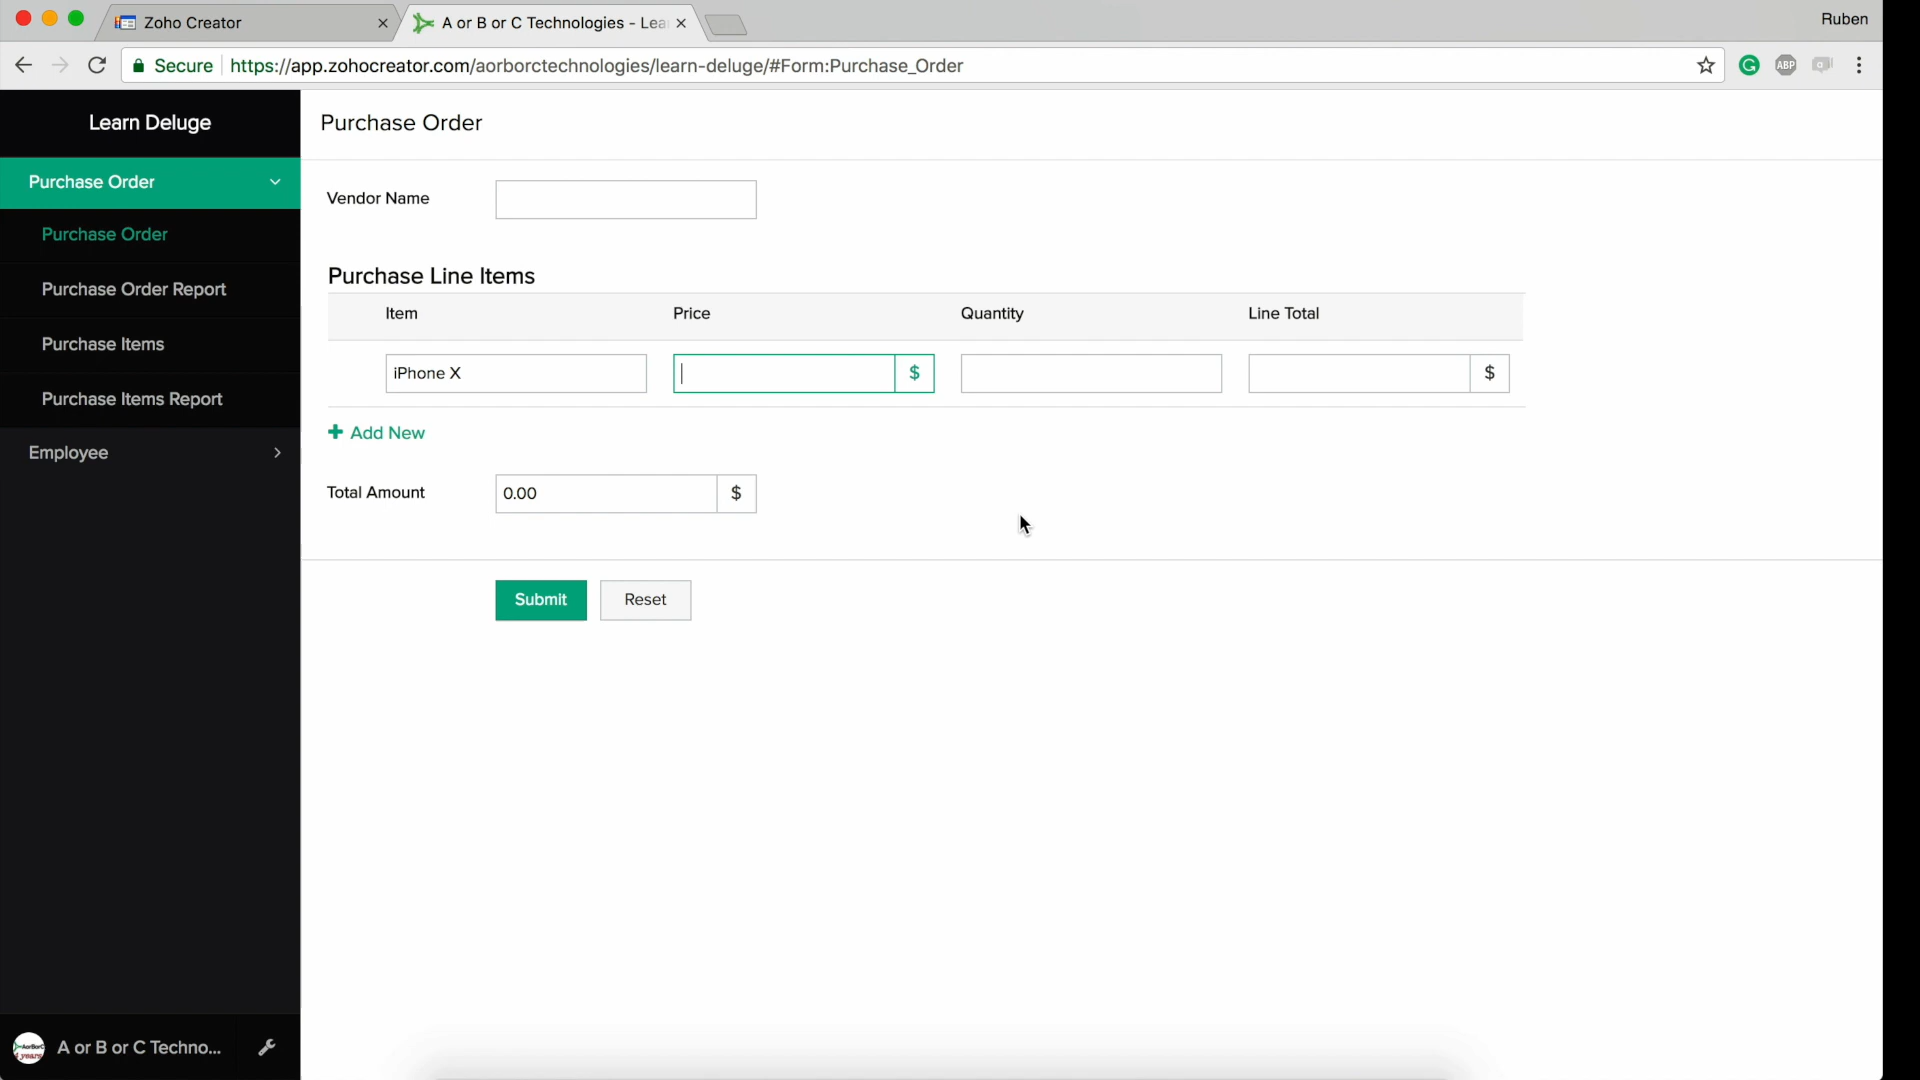 Zoho Creator
A or B or C Technologies - Lea
Ruben
Secure
https://app.zohocreator.com/aorborctechnologies/learn-deluge/#Form:Purchase_Order
ABP
Learn Deluge
Purchase Order
Purchase Order
Purchase Order Report
Purchase Items
Purchase Items Report
Employee
A or B or C Techno...
Purchase Order
Vendor Name
Purchase Line Items
Item Price Quantity Line Total
iPhone X $ $
Add New
Total Amount 0.00 $
Submit Reset